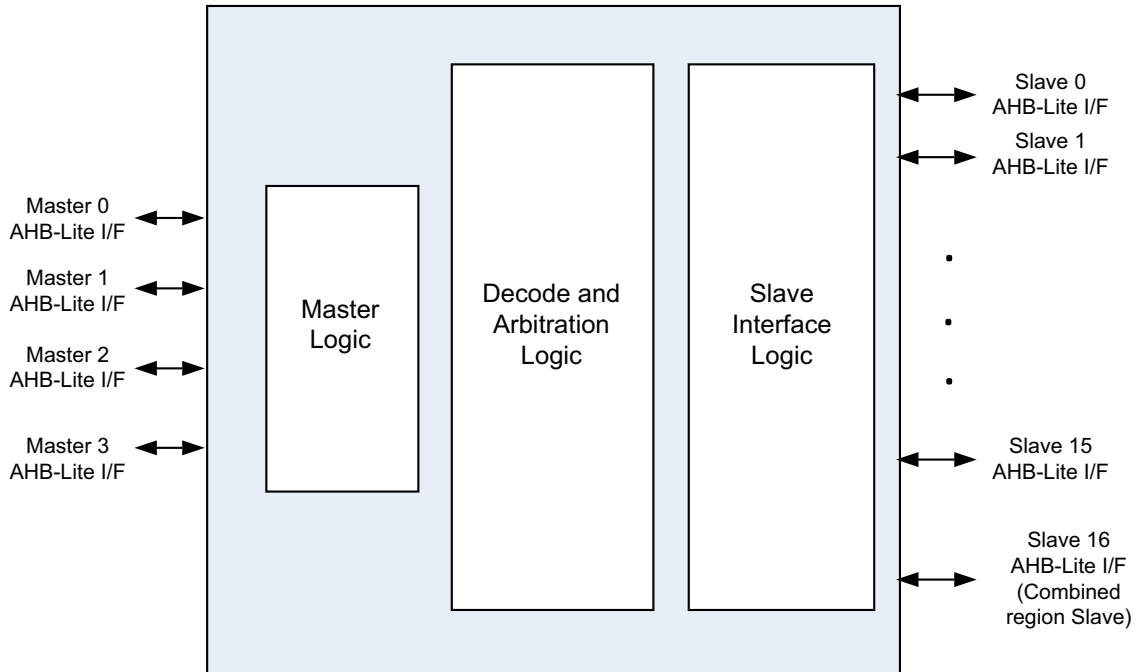 Master 0
AHB-Lite I/F
Master 1
AHB-Lite I/F
Master 2
AHB-Lite I/F
Master 3
AHB-Lite I/F
Master
Logic
Decode and
Arbitration
Logic
Slave
Interface
Logic
Slave 0
AHB-Lite I/F
Slave 1
AHB-Lite I/F
Slave 15
AHB-Lite I/F
Slave 16
AHB-Lite I/F
(Combined
region Slave)